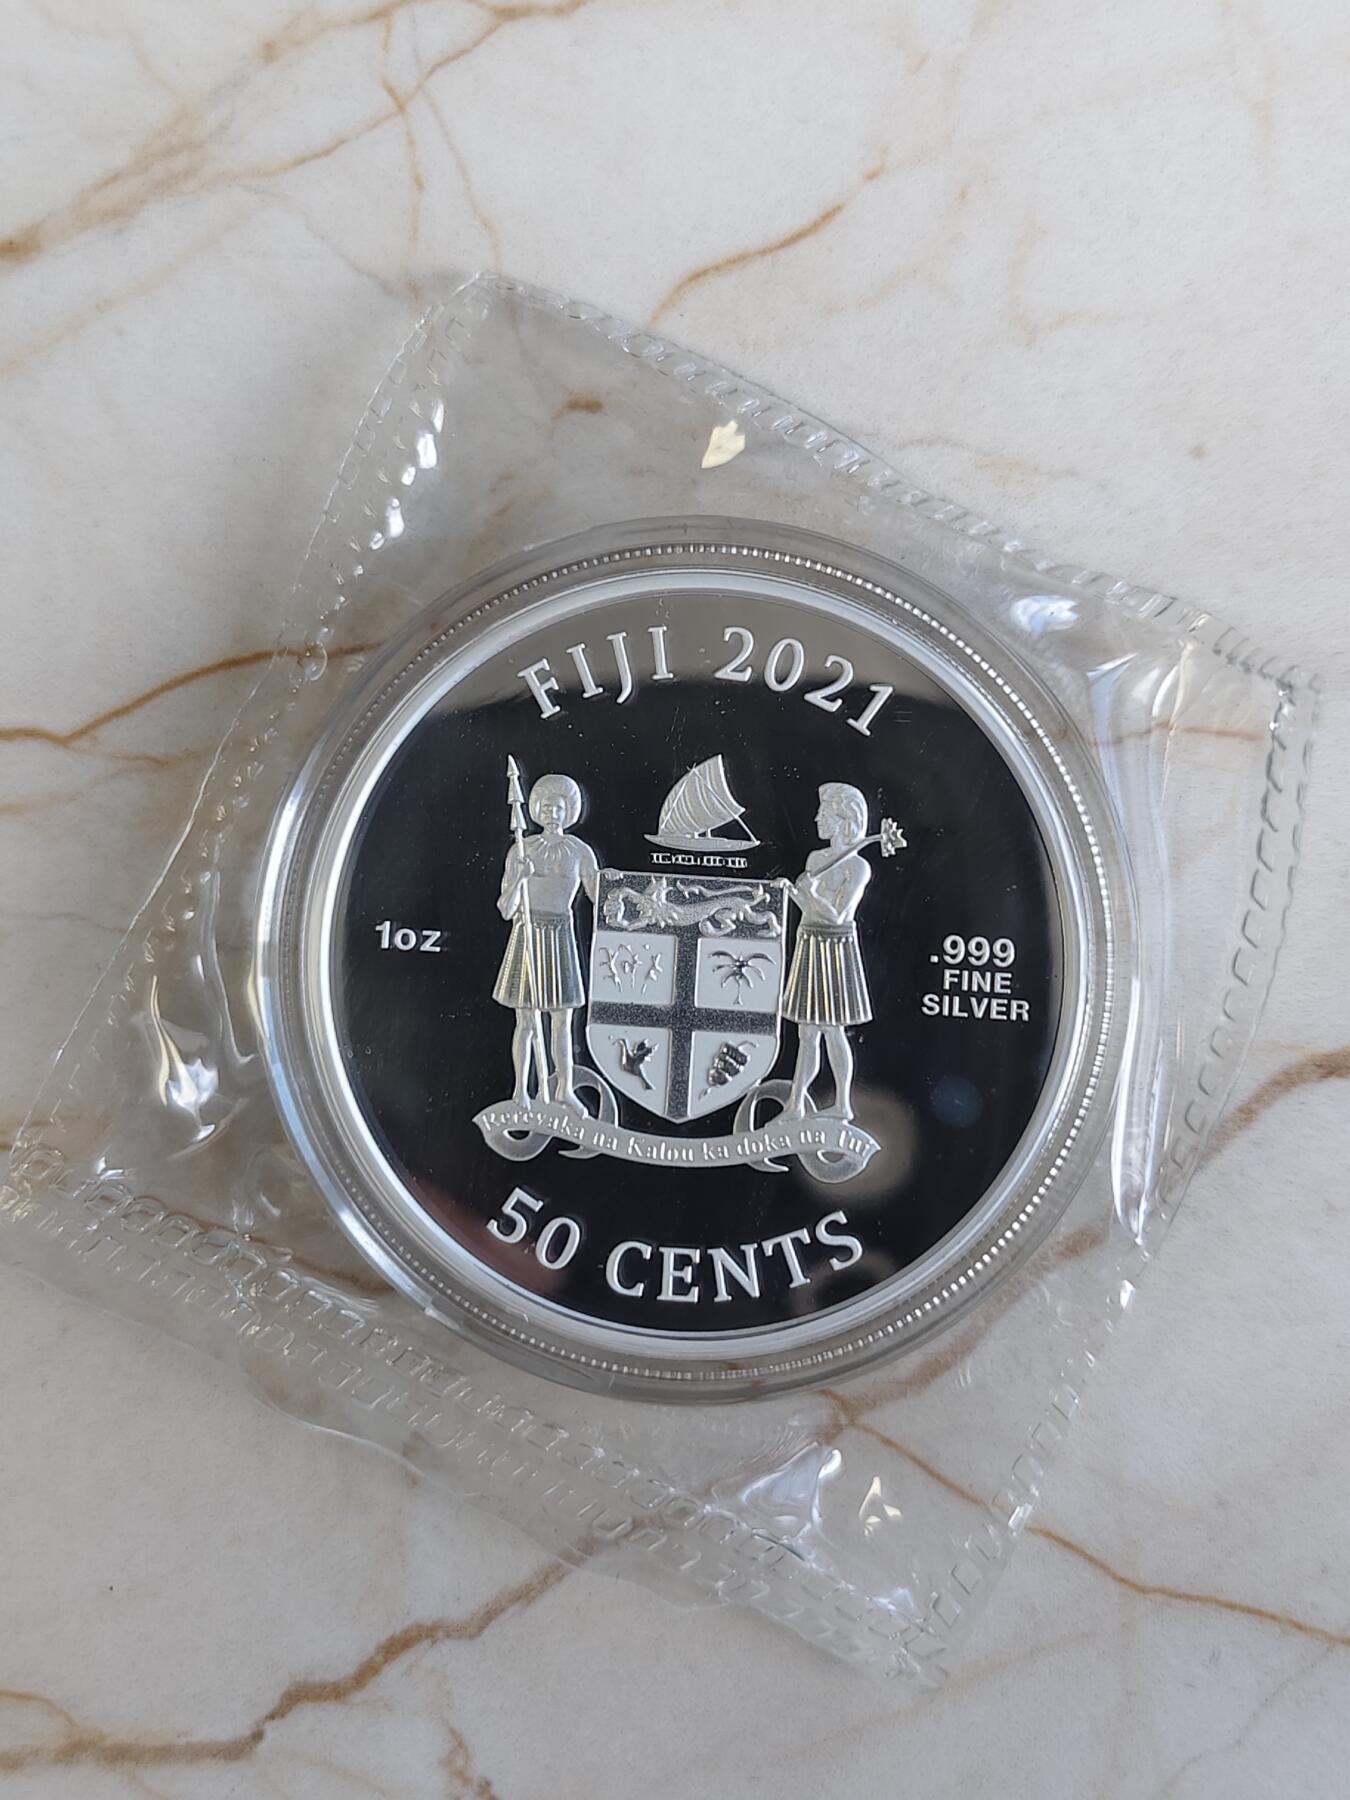 FIJI 2021
1oz
.999
FINE
SILVER
Rerevaka na Kalou ka doka na Tui
50 CENTS